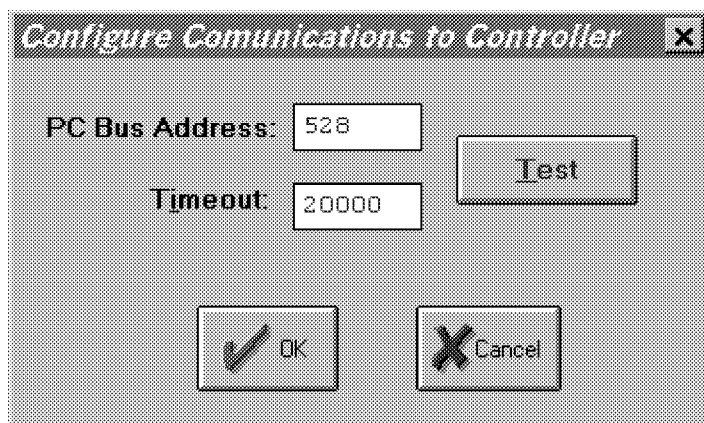 Configure Comunications to Controller
PC Bus Address: 528
Test
Timeout: 20000
OK
Cancel